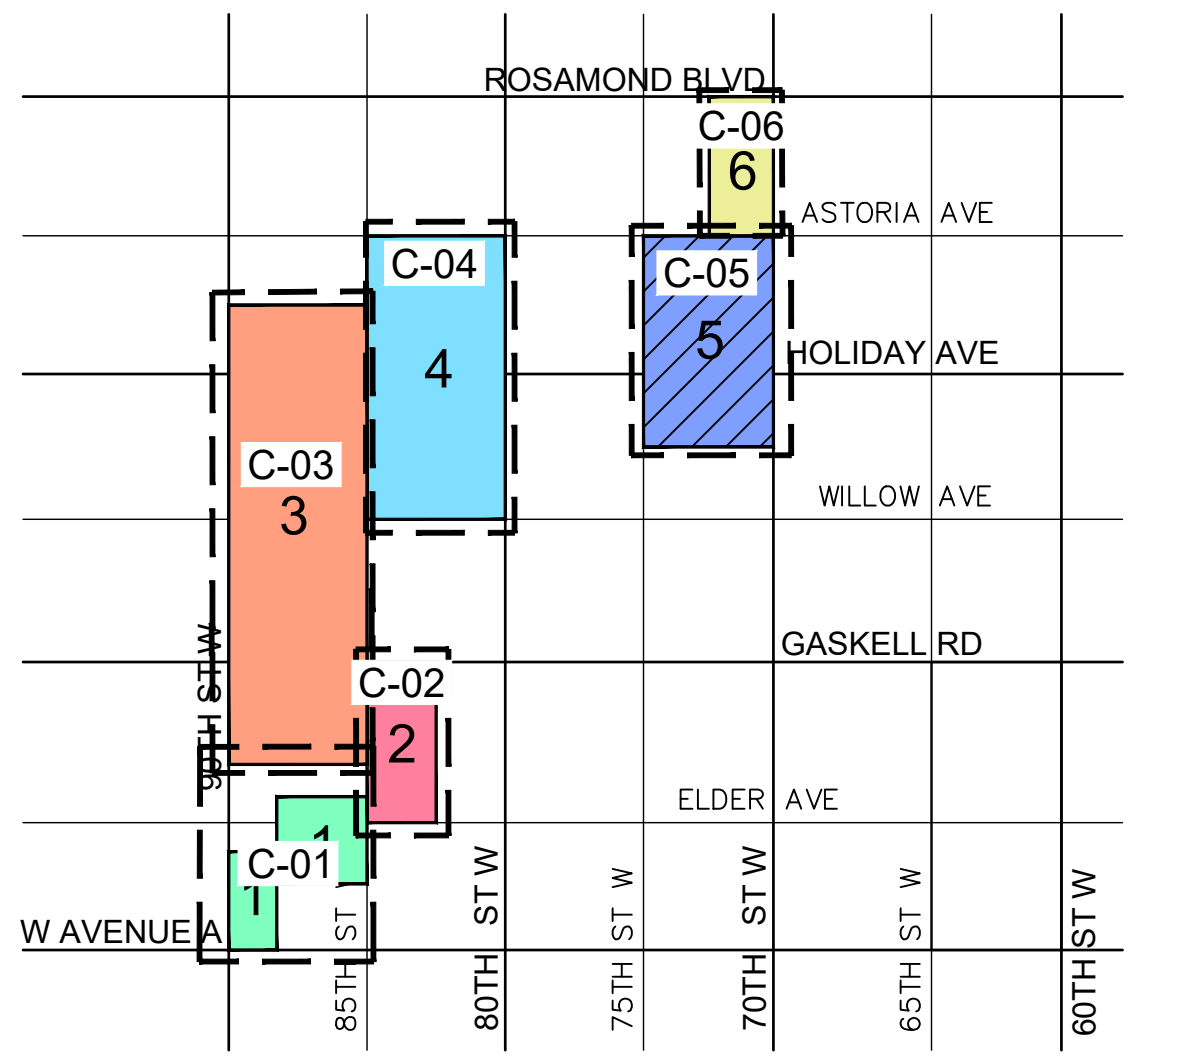 ROSAMOND BLVD
C-06
6
ASTORIA AVE
C-04
C-05
4
5
HOLIDAY AVE
C-03
3
WILLOW AVE
90TH ST W
GASKELL RD
C-02
2
ELDER AVE
1
C-01
1
W AVENUE A
85TH ST W
80TH ST W
75TH ST W
70TH ST W
65TH ST W
60TH ST W